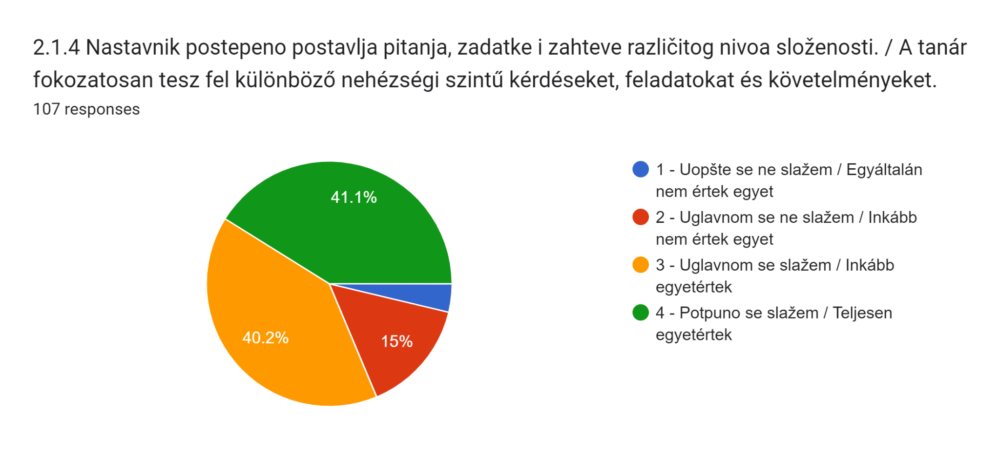 2.1.4 Nastavnik postepeno postavlja pitanja, zadatke i zahteve različitog nivoa složenosti. / A tanár
fokozatosan tesz fel különböző nehézségi szintű kérdéseket, feladatokat és követelményeket.
107 responses
41.1%
40.2%
15%
1 - Uopšte se ne slažem / Egyáltalán
nem értek egyet
2 - Uglavnom se ne slažem / Inkább
nem értek egyet
3 - Uglavnom se slažem / Inkább
egyetértek
4 - Potpuno se slažem / Teljesen
egyetértek